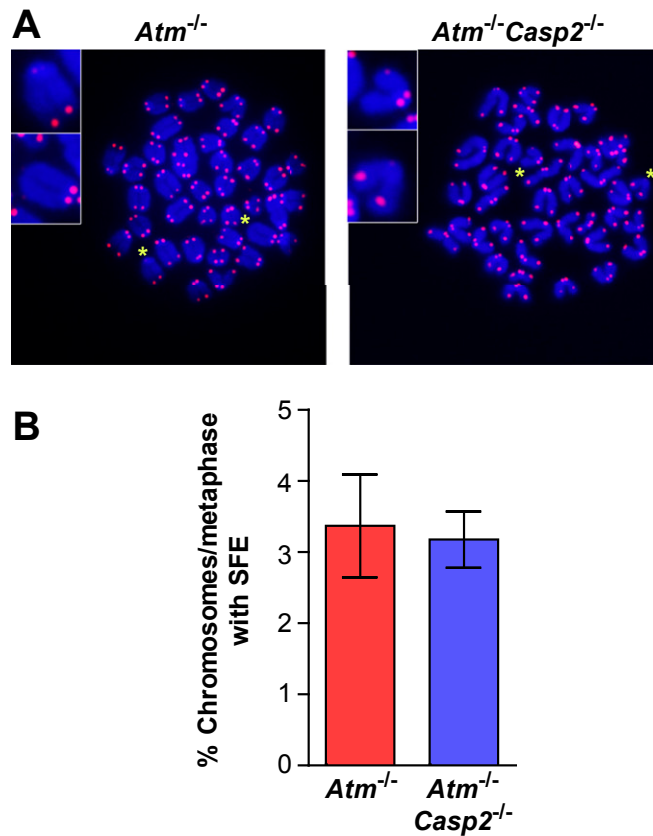 A
Atm-/-
Atm-/-Casp2-/-
*
*
*
*
B
% Chromosomes/metaphase
with SFE
5
4
3
2
1
0
Atm-/-
Atm-/-
Casp2-/-